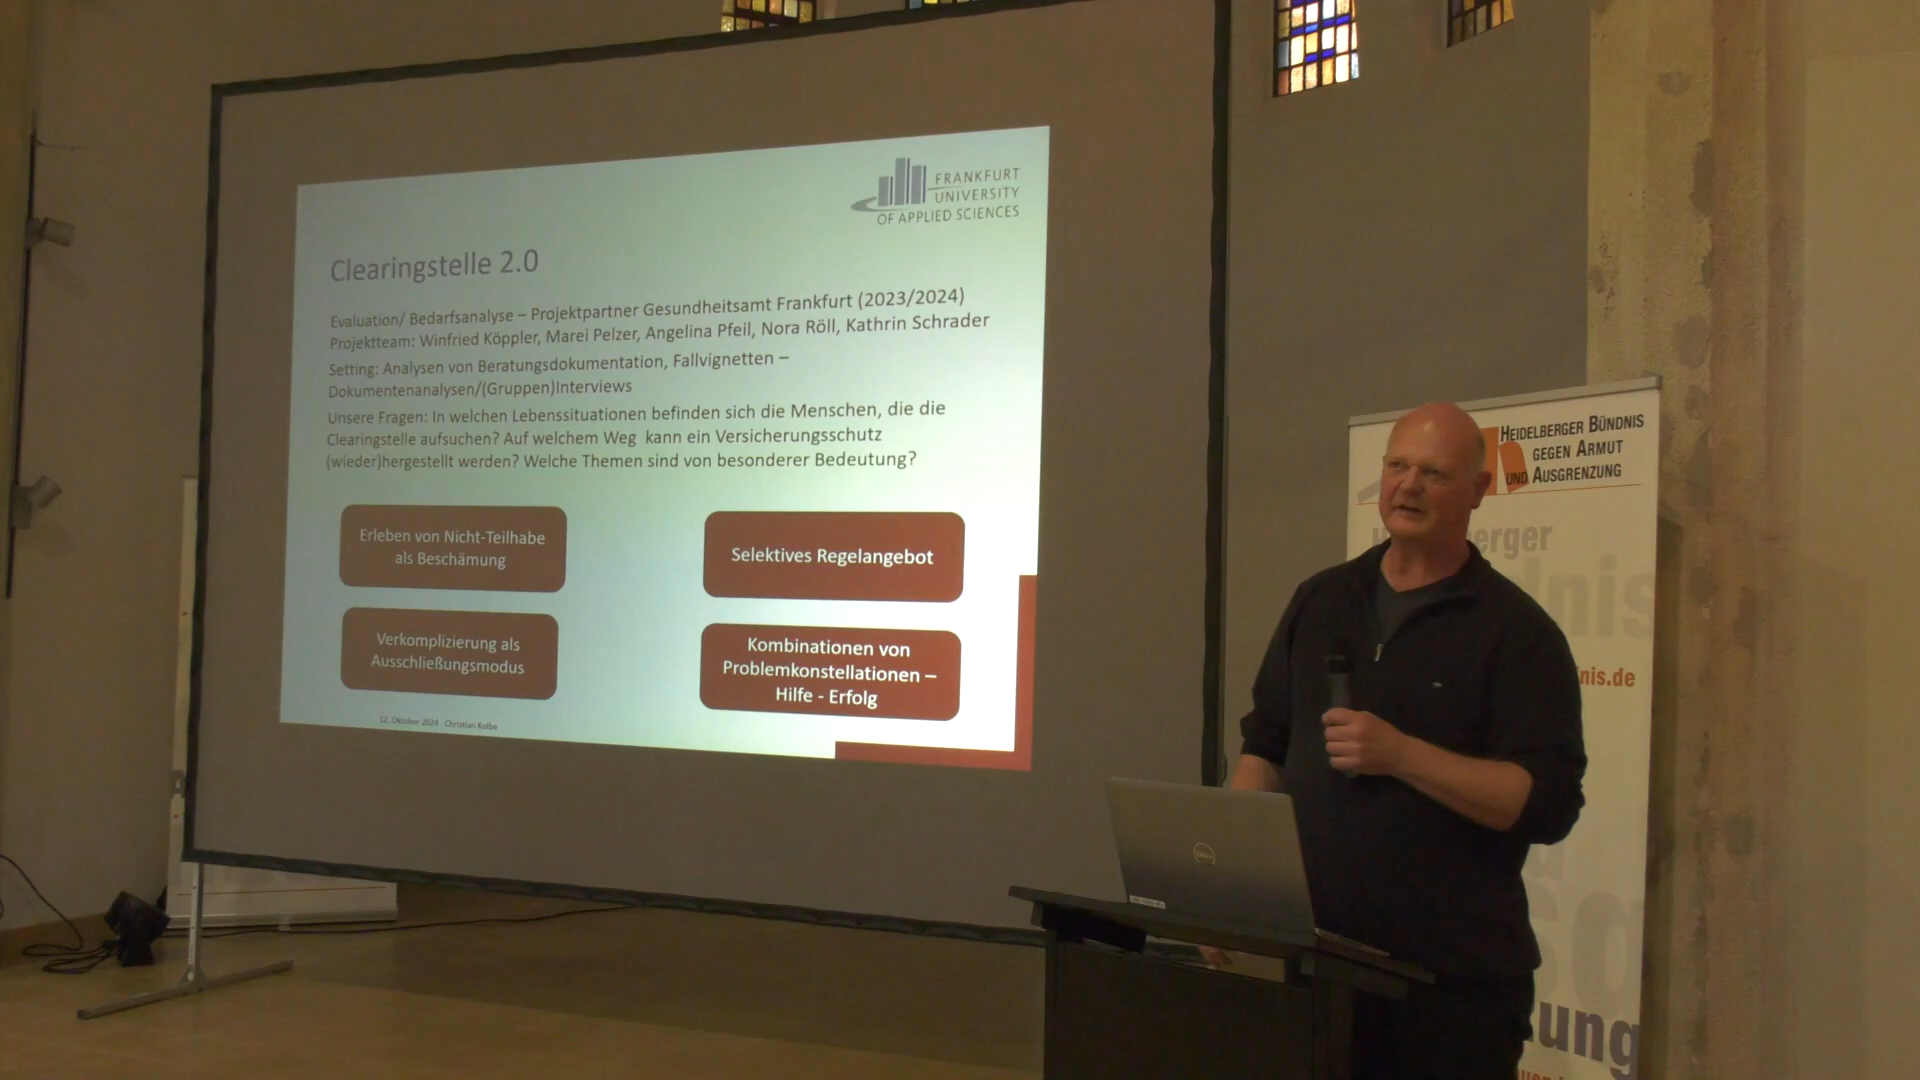 FRANKFURT
UNIVERSITY
OF APPLIED SCIENCES
Clearingstelle 2.0
Evaluation/ Bedarfsanalyse – Projektpartner Gesundheitsamt Frankfurt (2023/2024)
Projektteam: Winfried Köppler, Marei Pelzer, Angelina Pfeil, Nora Röll, Kathrin Schrader
Setting: Analysen von Beratungsdokumentation, Fallvignetten –
Dokumentenanalysen/(Gruppen)Interviews
Unsere Fragen: In welchen Lebenssituationen befinden sich die Menschen, die die
Clearingstelle aufsuchen? Auf welchem Weg kann ein Versicherungsschutz
(wieder)hergestellt werden? Welche Themen sind von besonderer Bedeutung?
Erleben von Nicht-Teilhabe
als Beschämung
Selektives Regelangebot
Verkomplizierung als
Ausschließungsmodus
Kombinationen von
Problemkonstellationen –
Hilfe - Erfolg
12. Oktober 2024 Christian Kolbe
HEIDELBERGER BÜNDNIS
GEGEN ARMUT
UND AUSGRENZUNG
erger
dnis
nis.de
sg
ung
DELL